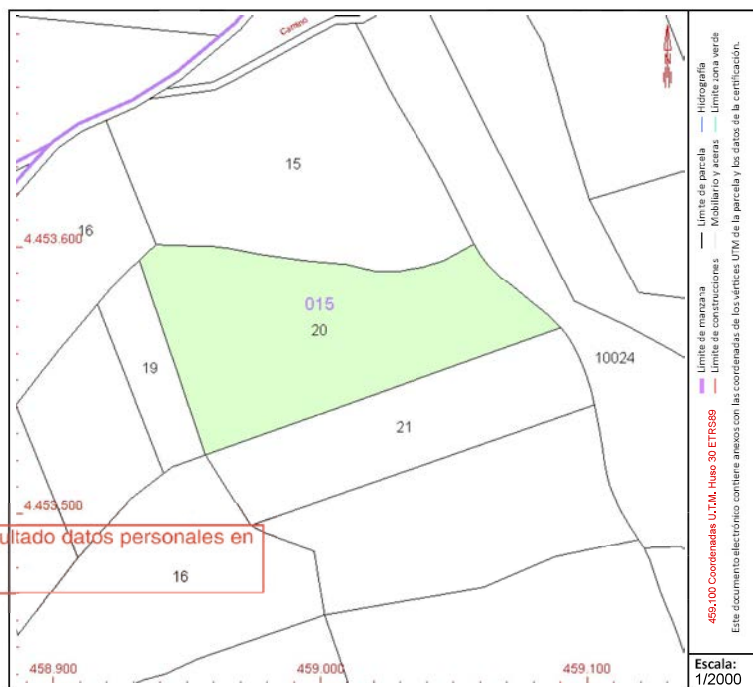 Camino
15
16
4.453.600
015
20
19
10024
21
4.453.500
ultado datos personales en
16
458.900
459.000
459.100
Límite de manzana
Límite de parcela
Hidrografía
459.100 Coordenadas U.T.M. Huso 30 ETRS89
Límite de construcciones
Mobiliario y aceras
Límite zona verde
Este documento electrónico contiene anexos con las coordenadas de los vértices UTM de la parcela y los datos de la certificación.
Escala:
1/2000